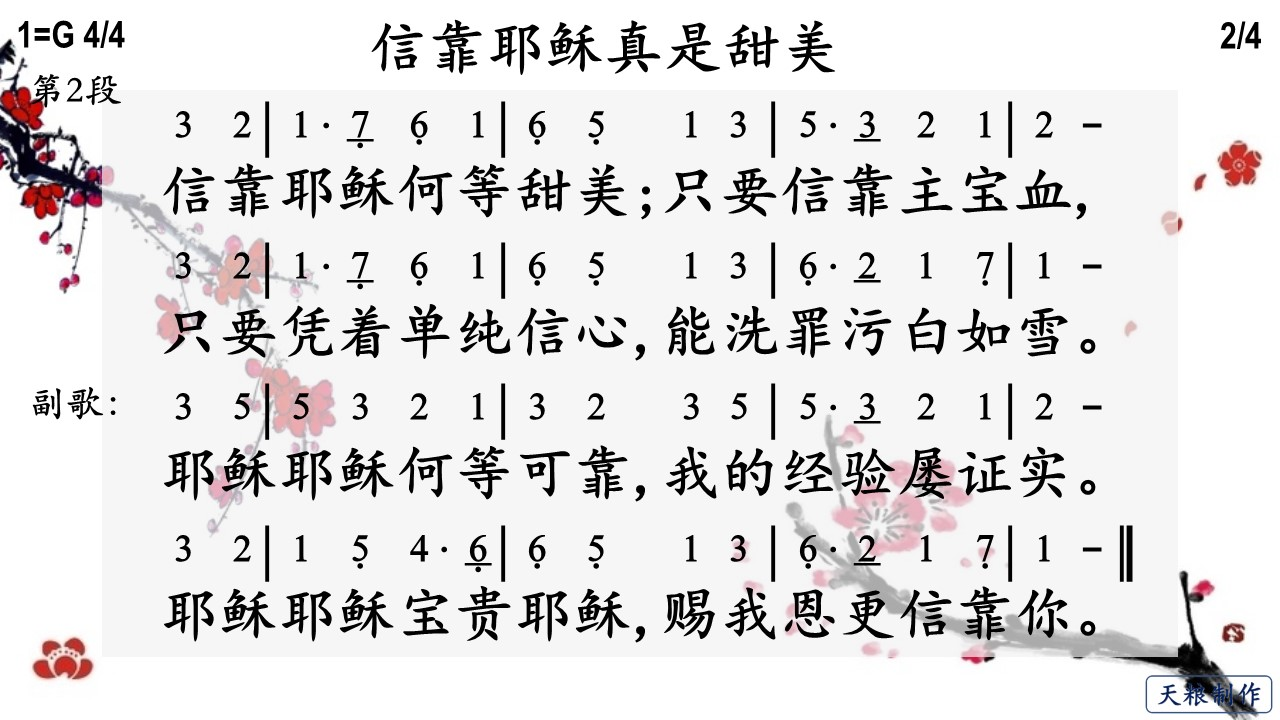 1=G 4/4
信靠耶稣真是甜美
2/4
第2段
3 2 | 1· 7̣ 6̣ 1 | 6̣ 5̣ 1 3 | 5· 3 2 1 | 2 -
信靠耶稣何等甜美;只要信靠主宝血,
3 2 | 1· 7̣ 6̣ 1 | 6̣ 5̣ 1 3 | 6̣· 2 1 7̣ | 1 -
只要凭着单纯信心,能洗罪污白如雪。
副歌: 3 5 | 5 3 2 1 | 3 2 3 5 | 5· 3 2 1 | 2 -
耶稣耶稣何等可靠,我的经验屡证实。
3 2 | 1 5̣ 4· 6̣ | 6̣ 5̣ 1 3 | 6̣· 2 1 7̣ | 1 - ‖
耶稣耶稣宝贵耶稣,赐我恩更信靠你。
天粮制作